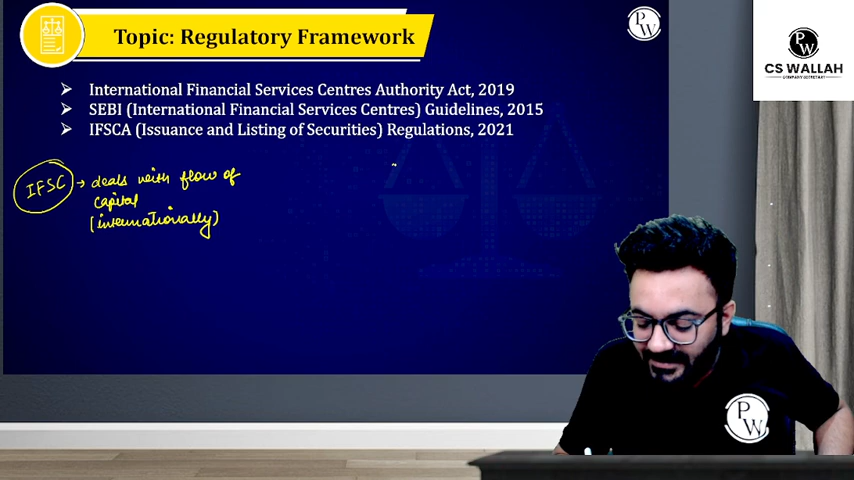 Topic: Regulatory Framework
CS WALLAH
COMPANY SECRETARY
International Financial Services Centres Authority Act, 2019
SEBI (International Financial Services Centres) Guidelines, 2015
IFSCA (Issuance and Listing of Securities) Regulations, 2021
IFSC → deals with flow of
capital
(internationally)
P
W